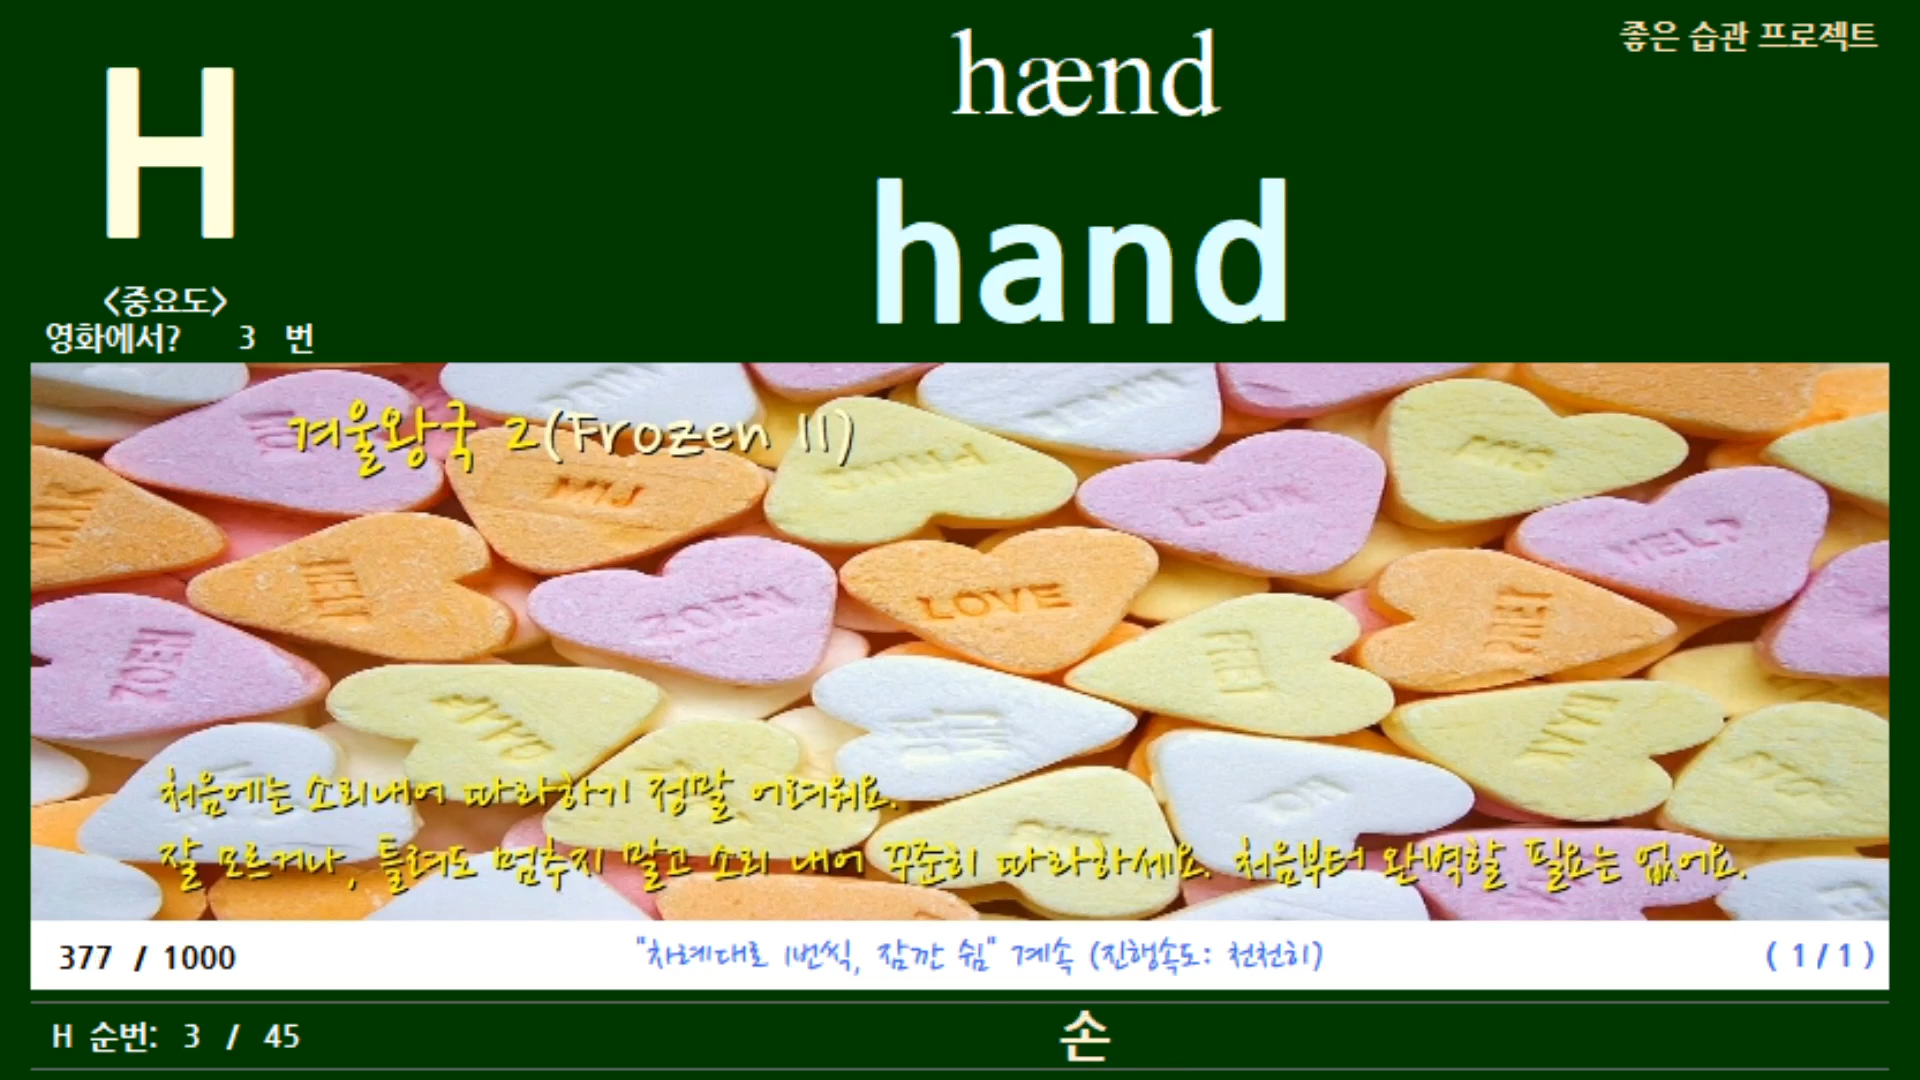 좋은 습관 프로젝트
H
hænd
hand
<중요도>
영화에서? 3 번
겨울왕국 2(Frozen II)
MIJ
LEUK
HELP
ZOEN
LOVE
처음에는 소리내어 따라하기 정말 어려워요.
잘 모르거나, 틀려도 멈추지 말고 소리 내어 꾸준히 따라하세요. 처음부터 완벽할 필요는 없어요.
377 / 1000
"차례대로 1번씩, 잠깐 쉼" 계속 (진행속도: 천천히)
( 1 / 1 )
H 순번: 3 / 45
손